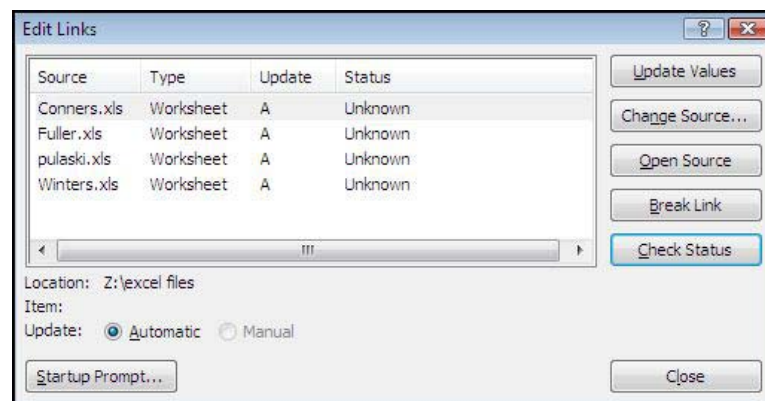 Edit Links
Source Type Update Status
Conners.xls Worksheet A Unknown
Fuller.xls Worksheet A Unknown
pulaski.xls Worksheet A Unknown
Winters.xls Worksheet A Unknown
Update Values
Change Source...
Open Source
Break Link
Check Status
Location: Z:\excel files
Item:
Update: Automatic Manual
Startup Prompt... Close